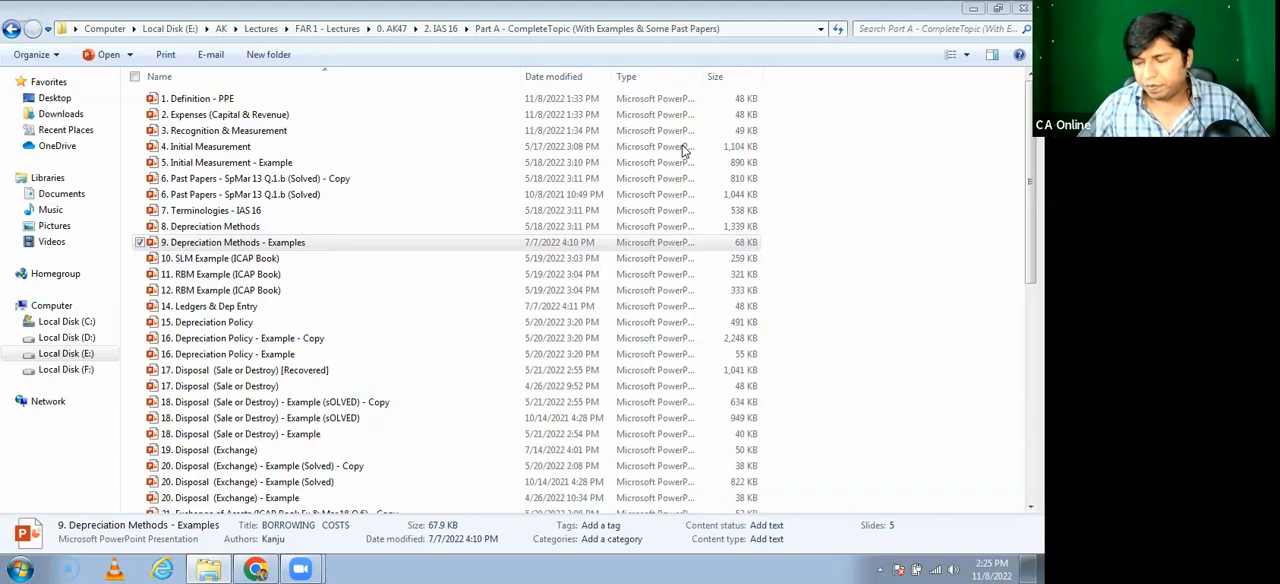 Computer ▸ Local Disk (E:) ▸ AK ▸ Lectures ▸ FAR 1 - Lectures ▸ 0. AK47 ▸ 2. IAS 16 ▸ Part A - CompleteTopic (With Examples & Some Past Papers)
Search Part A - CompleteTopic (With E...
Organize Open Print E-mail New folder
Name Date modified Type Size
Favorites
Desktop
Downloads
Recent Places
OneDrive
Libraries
Documents
Music
Pictures
Videos
Homegroup
Computer
Local Disk (C:)
Local Disk (D:)
Local Disk (E:)
Local Disk (F:)
Network
1. Definition - PPE 11/8/2022 1:33 PM Microsoft PowerP... 48 KB
2. Expenses (Capital & Revenue) 11/8/2022 1:33 PM Microsoft PowerP... 48 KB
3. Recognition & Measurement 11/8/2022 1:34 PM Microsoft PowerP... 49 KB
4. Initial Measurement 5/17/2022 3:08 PM Microsoft PowerP... 1,104 KB
5. Initial Measurement - Example 5/18/2022 3:10 PM Microsoft PowerP... 890 KB
6. Past Papers - SpMar 13 Q.1.b (Solved) - Copy 5/18/2022 3:11 PM Microsoft PowerP... 810 KB
6. Past Papers - SpMar 13 Q.1.b (Solved) 10/8/2021 10:49 PM Microsoft PowerP... 1,044 KB
7. Terminologies - IAS 16 5/18/2022 3:11 PM Microsoft PowerP... 538 KB
8. Depreciation Methods 5/18/2022 3:11 PM Microsoft PowerP... 1,339 KB
9. Depreciation Methods - Examples 7/7/2022 4:10 PM Microsoft PowerP... 68 KB
10. SLM Example (ICAP Book) 5/19/2022 3:03 PM Microsoft PowerP... 259 KB
11. RBM Example (ICAP Book) 5/19/2022 3:04 PM Microsoft PowerP... 321 KB
12. RBM Example (ICAP Book) 5/19/2022 3:04 PM Microsoft PowerP... 333 KB
14. Ledgers & Dep Entry 7/7/2022 4:11 PM Microsoft PowerP... 48 KB
15. Depreciation Policy 5/20/2022 3:20 PM Microsoft PowerP... 491 KB
16. Depreciation Policy - Example - Copy 5/20/2022 3:20 PM Microsoft PowerP... 2,248 KB
16. Depreciation Policy - Example 5/20/2022 3:20 PM Microsoft PowerP... 55 KB
17. Disposal (Sale or Destroy) [Recovered] 5/21/2022 2:55 PM Microsoft PowerP... 1,041 KB
17. Disposal (Sale or Destroy) 4/26/2022 9:52 PM Microsoft PowerP... 48 KB
18. Disposal (Sale or Destroy) - Example (sOLVED) - Copy 5/21/2022 2:55 PM Microsoft PowerP... 634 KB
18. Disposal (Sale or Destroy) - Example (sOLVED) 10/14/2021 4:28 PM Microsoft PowerP... 949 KB
18. Disposal (Sale or Destroy) - Example 5/21/2022 2:54 PM Microsoft PowerP... 40 KB
19. Disposal (Exchange) 7/14/2022 4:01 PM Microsoft PowerP... 50 KB
20. Disposal (Exchange) - Example (Solved) - Copy 5/20/2022 2:08 PM Microsoft PowerP... 38 KB
20. Disposal (Exchange) - Example (Solved) 10/14/2021 4:28 PM Microsoft PowerP... 822 KB
20. Disposal (Exchange) - Example 4/26/2022 10:34 PM Microsoft PowerP... 38 KB
9. Depreciation Methods - Examples Title: BORROWING COSTS Size: 67.9 KB Tags: Add a tag Content status: Add text Slides: 5
Microsoft PowerPoint Presentation Authors: Kanju Date modified: 7/7/2022 4:10 PM Categories: Add a category Content type: Add text
2:25 PM
11/8/2022
CA Online